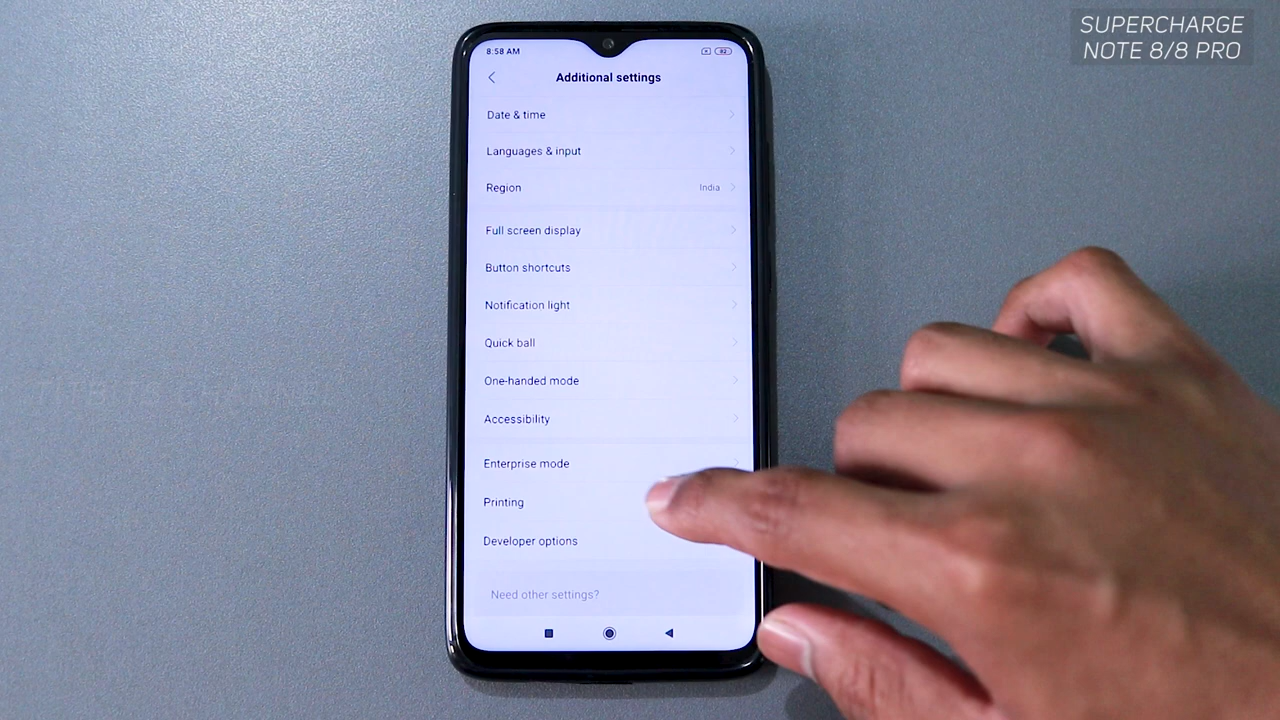 SUPERCHARGE
NOTE 8/8 PRO
8:58 AM
82
Additional settings
Date & time
Languages & input
Region India
Full screen display
Button shortcuts
Notification light
Quick ball
One-handed mode
Accessibility
Enterprise mode
Printing
Developer options
Need other settings?